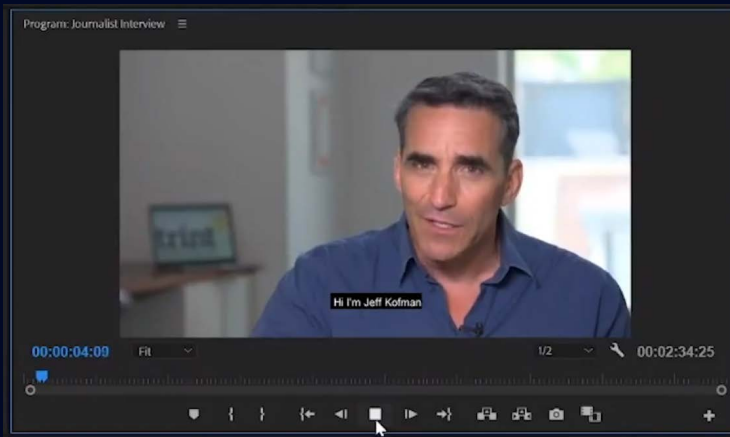 Program: Journalist Interview
trint
Hi I'm Jeff Kofman
00:00:04:09
Fit
1/2
00:02:34:25